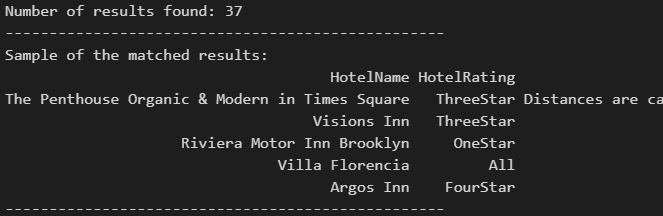 Number of results found: 37
--------------------------------------------------
Sample of the matched results:
HotelName HotelRating
The Penthouse Organic & Modern in Times Square ThreeStar Distances are ca
Visions Inn ThreeStar
Riviera Motor Inn Brooklyn OneStar
Villa Florencia All
Argos Inn FourStar
--------------------------------------------------